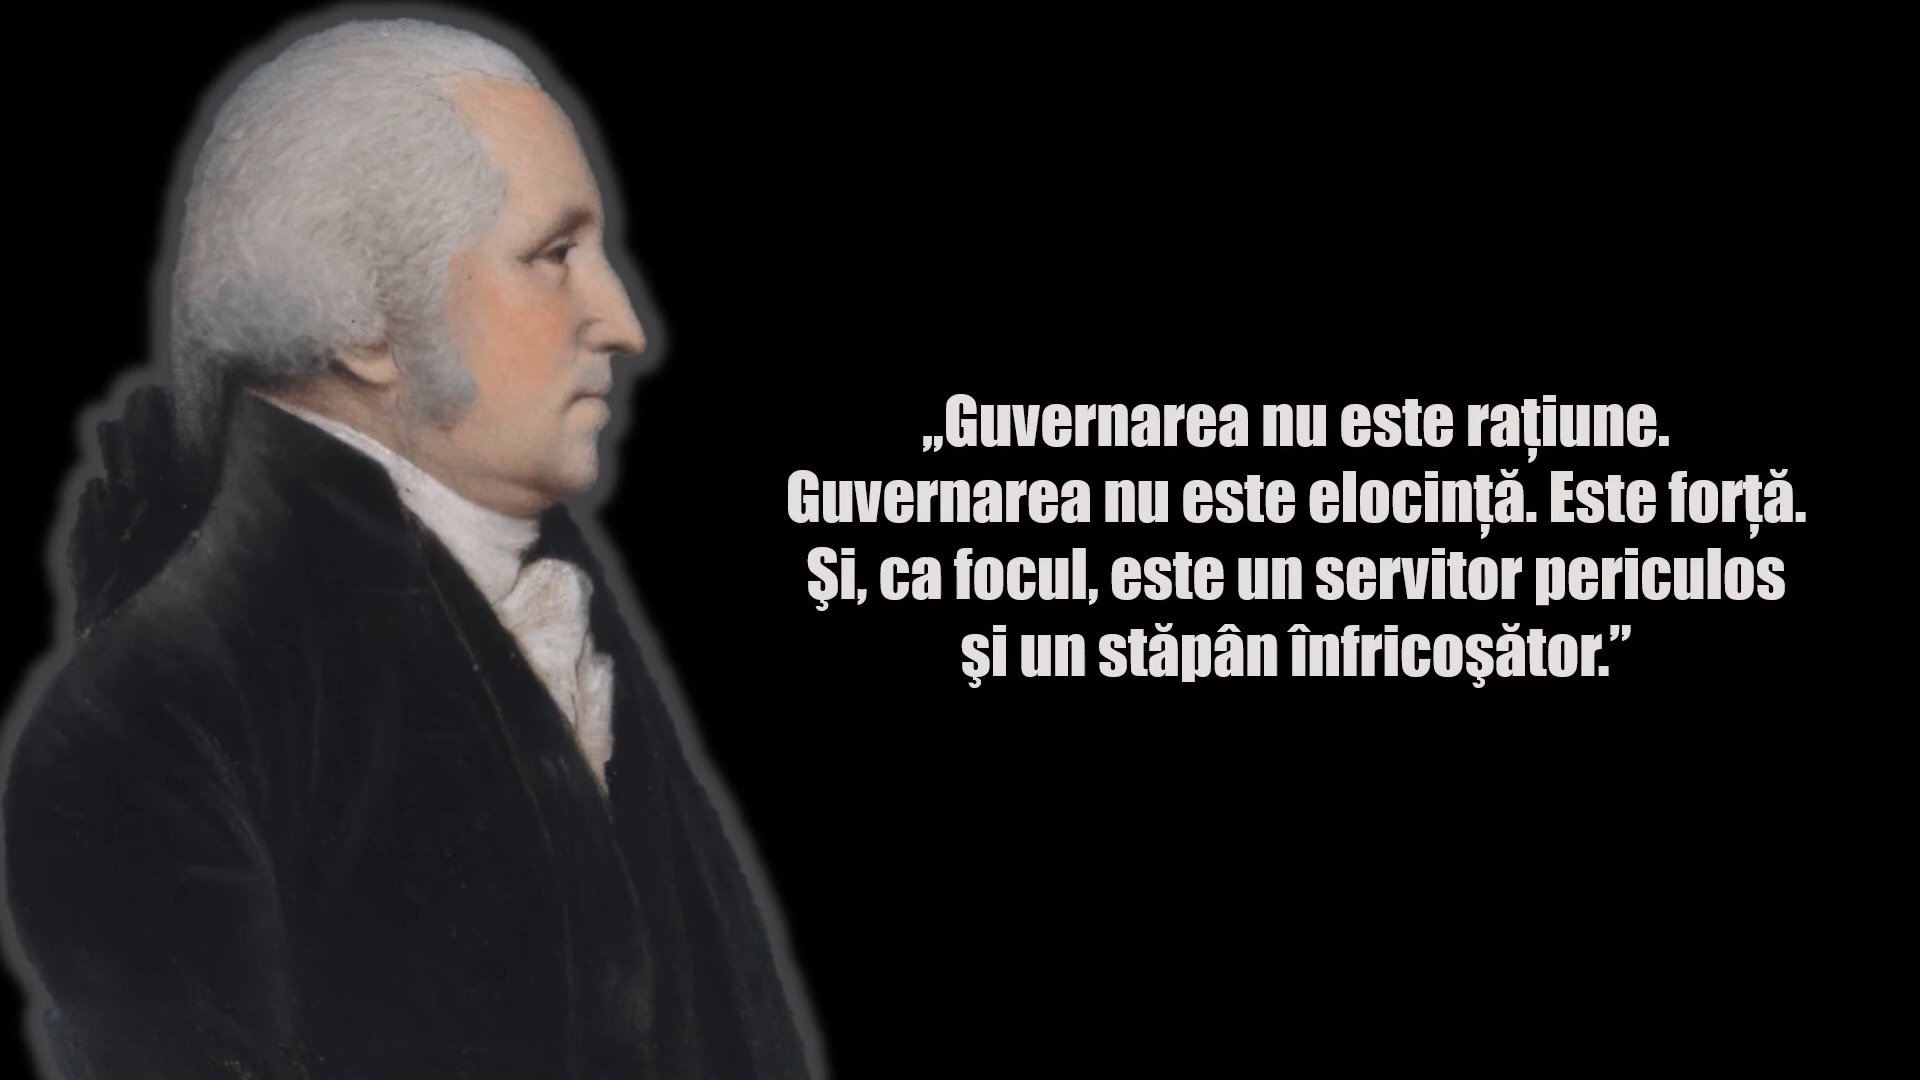 „Guvernarea nu este rațiune.
Guvernarea nu este elocință. Este forță.
Şi, ca focul, este un servitor periculos
şi un stăpân înfricoşător.”